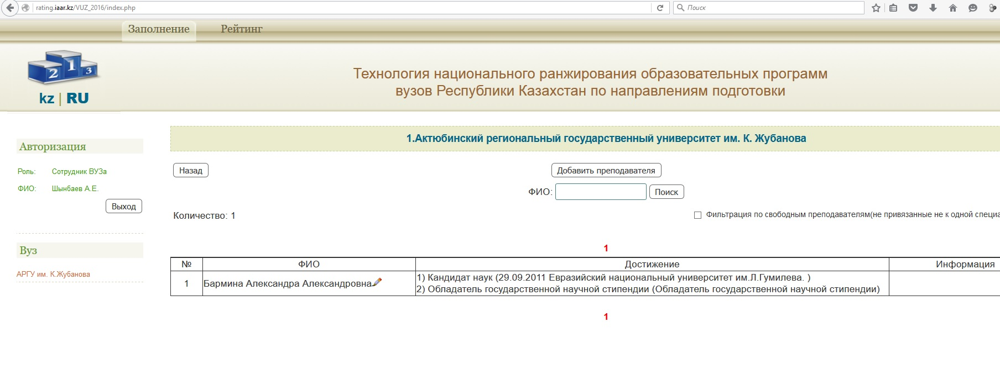 rating.iaar.kz/VUZ_2016/index.php
Поиск
Заполнение Рейтинг
2 1 3
kz | RU
Технология национального ранжирования образовательных программ
вузов Республики Казахстан по направлениям подготовки
1.Актюбинский региональный государственный университет им. К. Жубанова
Авторизация
Роль: Сотрудник ВУЗа
ФИО: Шынбаев А.Е.
Выход
Вуз
АРГУ им. К.Жубанова
Назад Добавить преподавателя
ФИО: Поиск
Количество: 1 Фильтрация по свободным преподавателям(не привязанные не к одной специа
1
№ ФИО Достижение Информация
1 Бармина Александра Александровна 1) Кандидат наук (29.09.2011 Евразийский национальный университет им.Л.Гумилева. )
2) Обладатель государственной научной стипендии (Обладатель государственной научной стипендии)
1